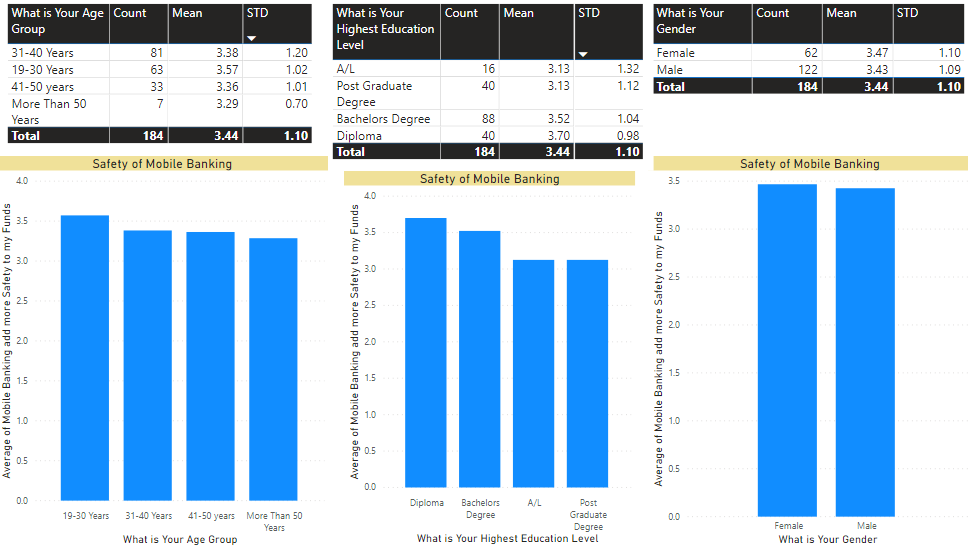 What is Your Age Group Count Mean STD
31-40 Years 81 3.38 1.20
19-30 Years 63 3.57 1.02
41-50 years 33 3.36 1.01
More Than 50 Years 7 3.29 0.70
Total 184 3.44 1.10
What is Your Highest Education Level Count Mean STD
A/L 16 3.13 1.32
Post Graduate Degree 40 3.13 1.12
Bachelors Degree 88 3.52 1.04
Diploma 40 3.70 0.98
Total 184 3.44 1.10
What is Your Gender Count Mean STD
Female 62 3.47 1.10
Male 122 3.43 1.09
Total 184 3.44 1.10
Safety of Mobile Banking
Average of Mobile Banking add more Safety to my Funds
4.0
3.5
3.0
2.5
2.0
1.5
1.0
0.5
0.0
19-30 Years 31-40 Years 41-50 years More Than 50 Years
What is Your Age Group
Safety of Mobile Banking
Average of Mobile Banking add more Safety to my Funds
4.0
3.5
3.0
2.5
2.0
1.5
1.0
0.5
0.0
Diploma Bachelors Degree A/L Post Graduate Degree
What is Your Highest Education Level
Safety of Mobile Banking
Average of Mobile Banking add more Safety to my Funds
3.5
3.0
2.5
2.0
1.5
1.0
0.5
0.0
Female Male
What is Your Gender